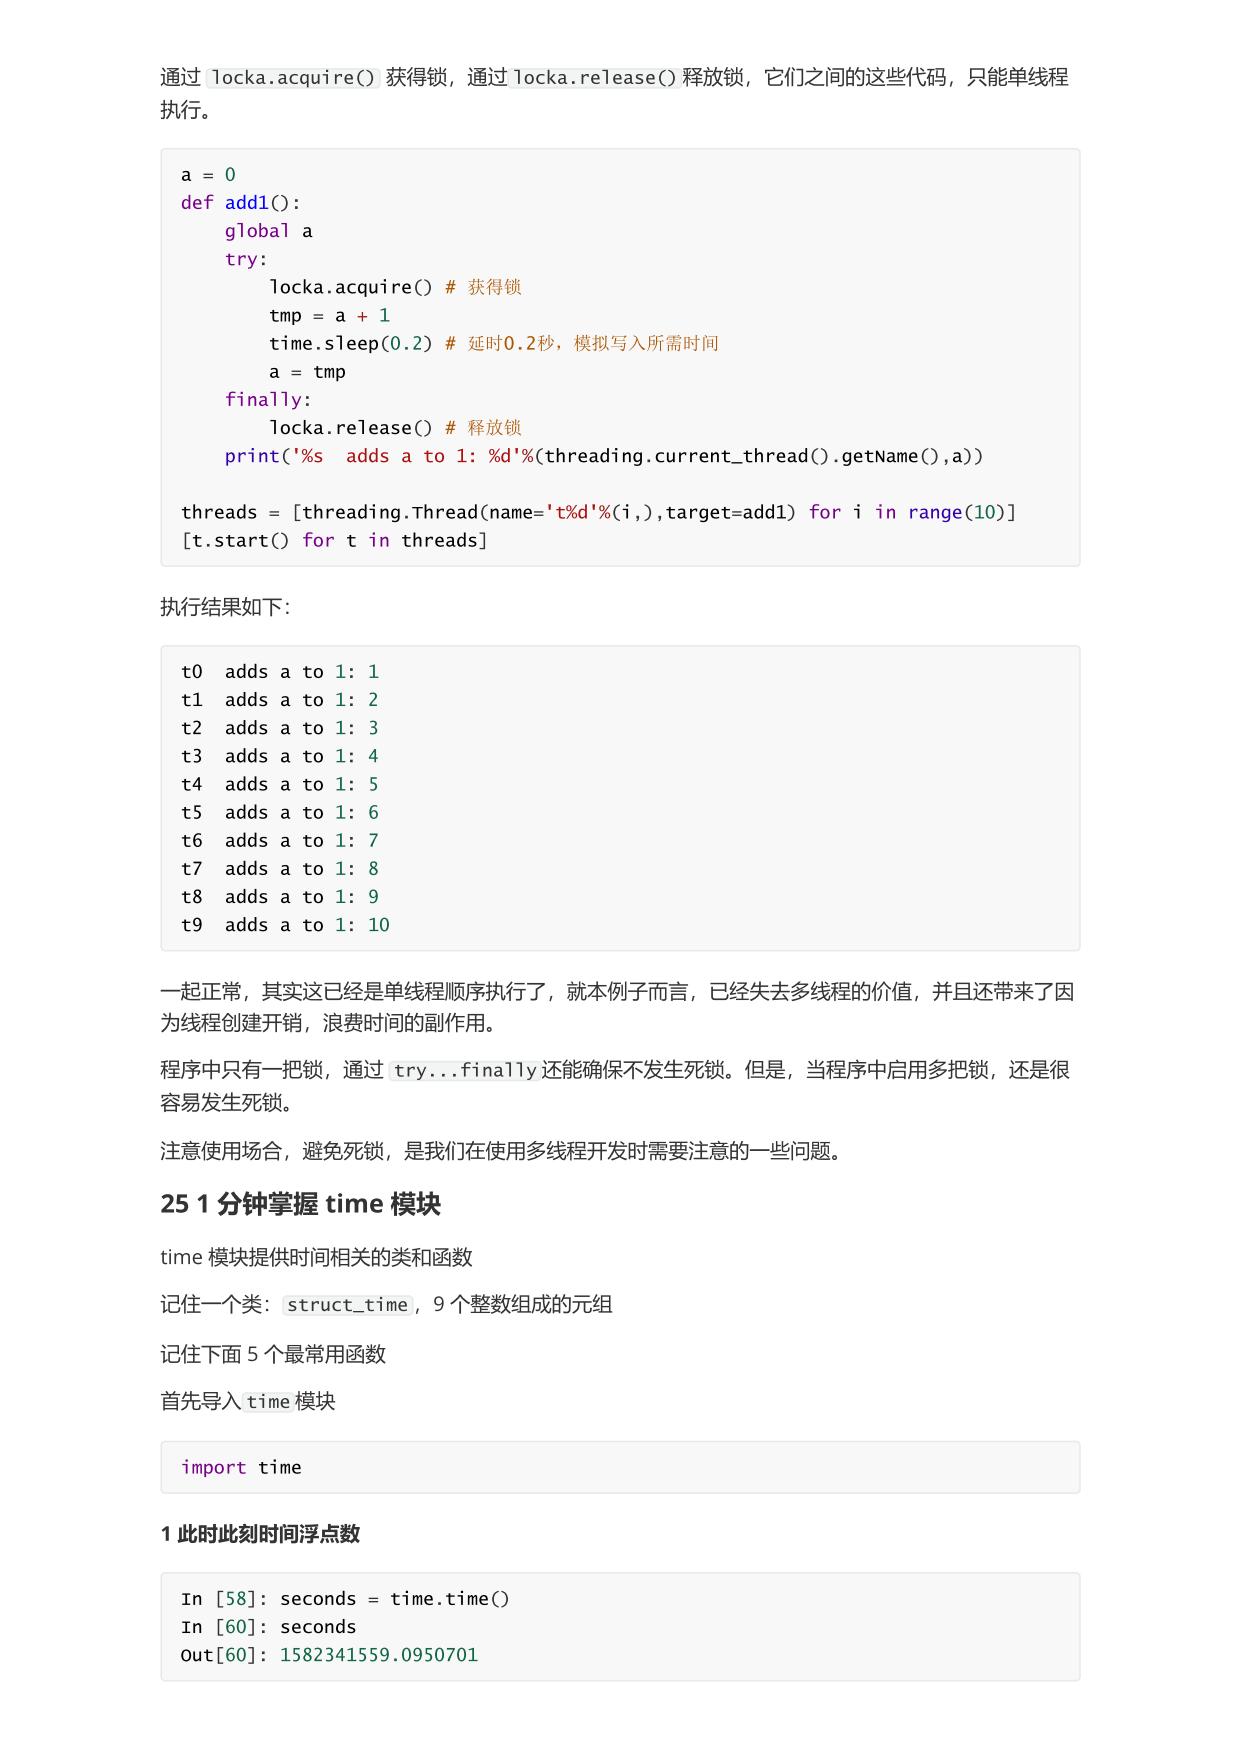 通过 locka.acquire() 获得锁，通过locka.release()释放锁，它们之间的这些代码，只能单线程
执行。
a = 0
def add1():
    global a
    try:
        locka.acquire() # 获得锁
        tmp = a + 1
        time.sleep(0.2) # 延时0.2秒，模拟写入所需时间
        a = tmp
    finally:
        locka.release() # 释放锁
    print('%s  adds a to 1: %d'%(threading.current_thread().getName(),a))
threads = [threading.Thread(name='t%d'%(i,),target=add1) for i in range(10)]
[t.start() for t in threads]
执行结果如下：
t0  adds a to 1: 1
t1  adds a to 1: 2
t2  adds a to 1: 3
t3  adds a to 1: 4
t4  adds a to 1: 5
t5  adds a to 1: 6
t6  adds a to 1: 7
t7  adds a to 1: 8
t8  adds a to 1: 9
t9  adds a to 1: 10
一起正常，其实这已经是单线程顺序执行了，就本例子而言，已经失去多线程的价值，并且还带来了因
为线程创建开销，浪费时间的副作用。
程序中只有一把锁，通过 try...finally还能确保不发生死锁。但是，当程序中启用多把锁，还是很
容易发生死锁。
注意使用场合，避免死锁，是我们在使用多线程开发时需要注意的一些问题。
25 1 分钟掌握 time 模块
time 模块提供时间相关的类和函数
记住一个类：struct_time，9 个整数组成的元组
记住下面 5 个最常用函数
首先导入time模块
import time
1 此时此刻时间浮点数
In [58]: seconds = time.time()
In [60]: seconds
Out[60]: 1582341559.0950701